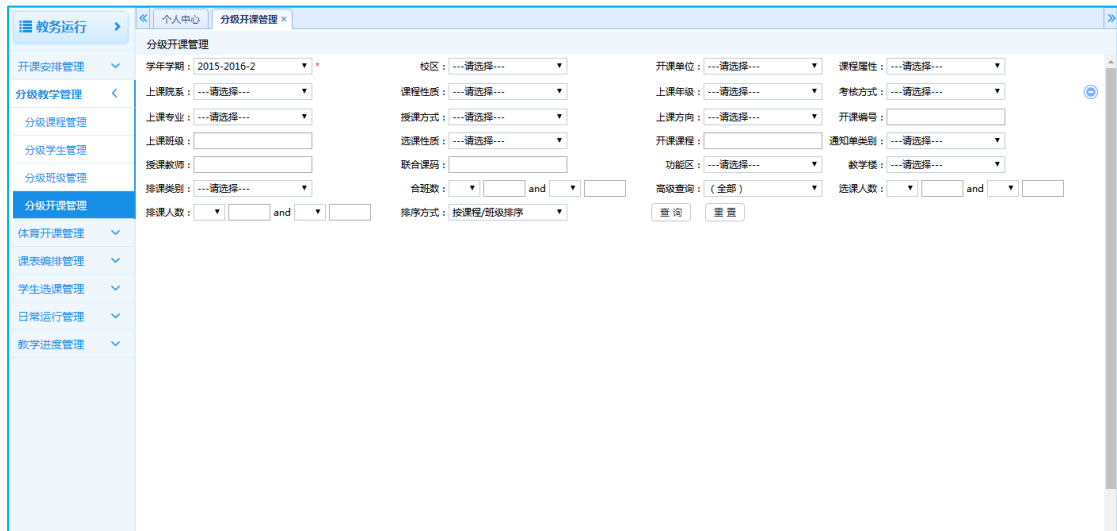 教务运行
个人中心 分级开课管理 ×
分级开课管理
开课安排管理
分级教学管理
分级课程管理
分级学生管理
分级班级管理
分级开课管理
体育开课管理
课表编排管理
学生选课管理
日常运行管理
教学进度管理
学年学期： 2015-2016-2 * 校区： ---请选择--- 开课单位： ---请选择--- 课程属性： ---请选择---
上课院系： ---请选择--- 课程性质： ---请选择--- 上课年级： ---请选择--- 考核方式： ---请选择---
上课专业： ---请选择--- 授课方式： ---请选择--- 上课方向： ---请选择--- 开课编号：
上课班级： 选课性质： ---请选择--- 开课课程： 通知单类别： ---请选择---
授课教师： 联合课码： 功能区： ---请选择--- 教学楼： ---请选择---
排课类别： ---请选择--- 合班数： and 高级查询： （全部） 选课人数： and
排课人数： and 排序方式： 按课程/班级排序 查 询 重 置